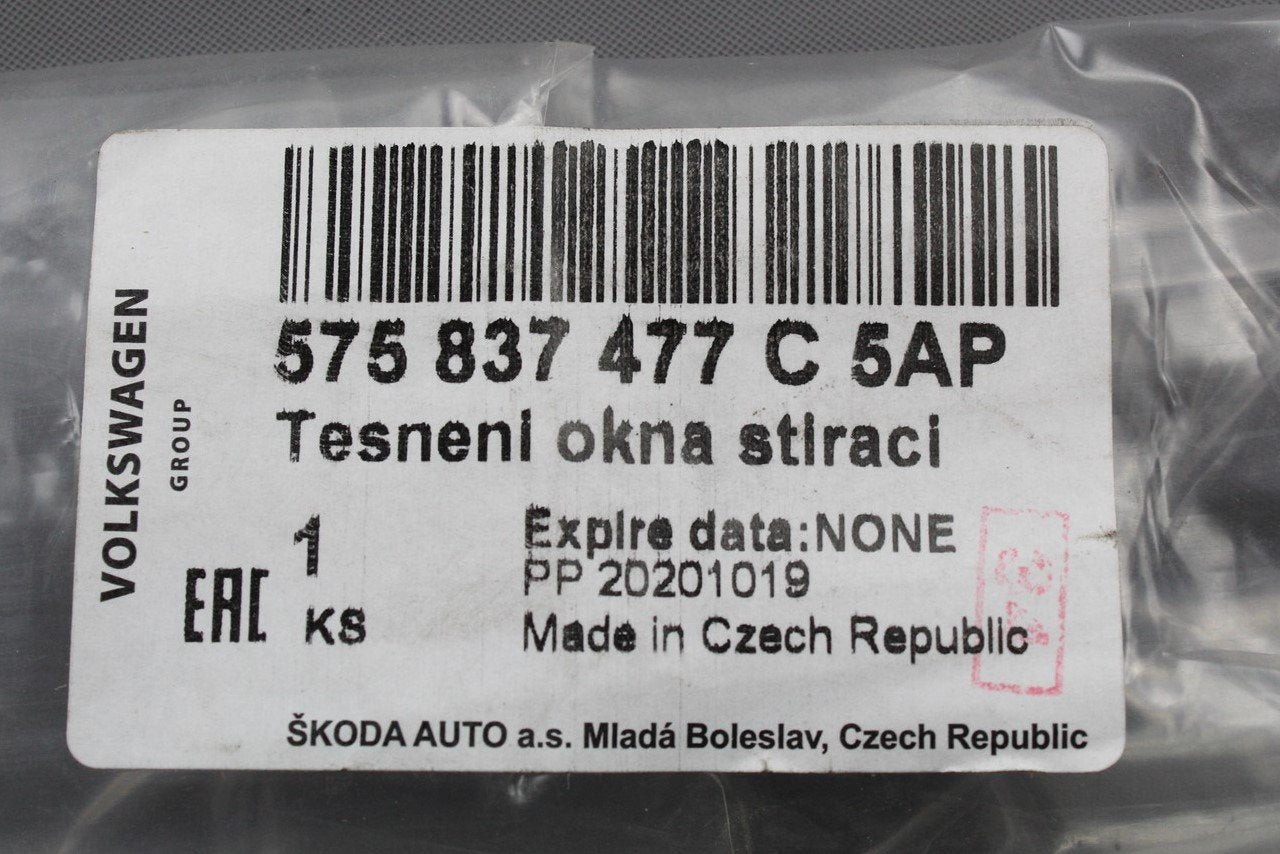 575 837 477 C 5AP
Tesneni okna stiraci
VOLKSWAGEN
GROUP
1
KS
EAC
Expire data:NONE
PP 20201019
Made in Czech Republic
ŠKODA AUTO a.s. Mladá Boleslav, Czech Republic